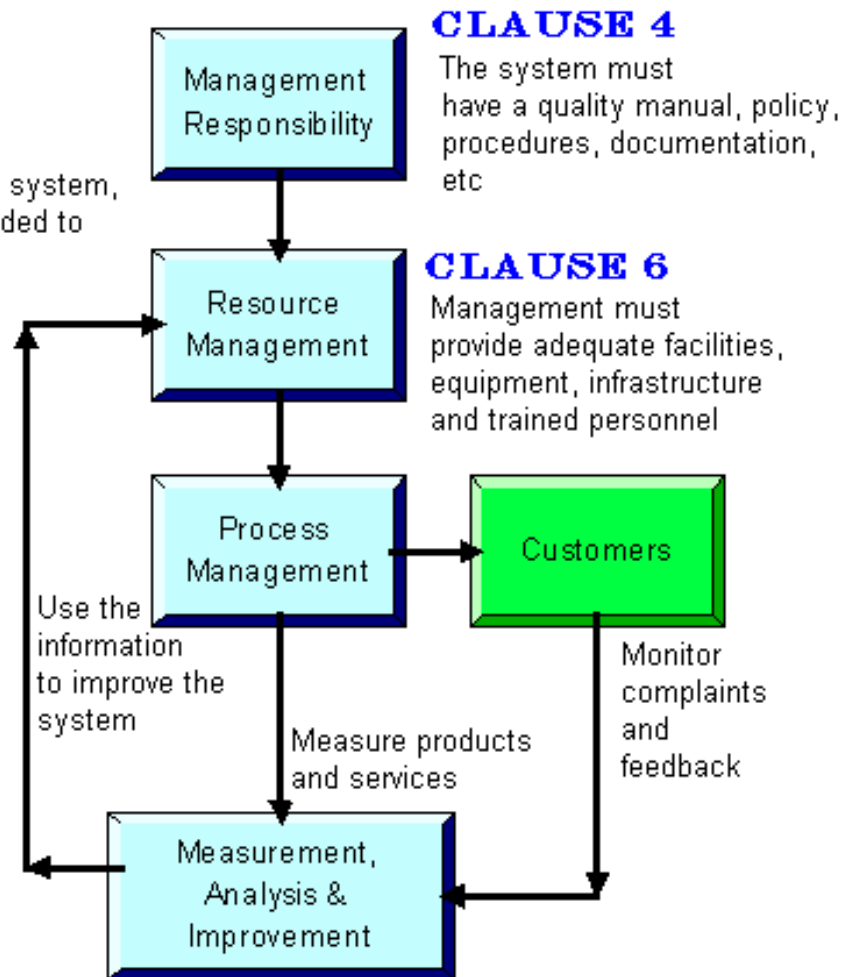 CLAUSE 4
Management
Responsibility
The system must
have a quality manual, policy,
procedures, documentation,
etc
system,
ded to
CLAUSE 6
Resource
Management
Management must
provide adequate facilities,
equipment, infrastructure
and trained personnel
Process
Management
Customers
Use the
information
to improve the
system
Monitor
complaints
and
feedback
Measure products
and services
Measurement,
Analysis &
Improvement